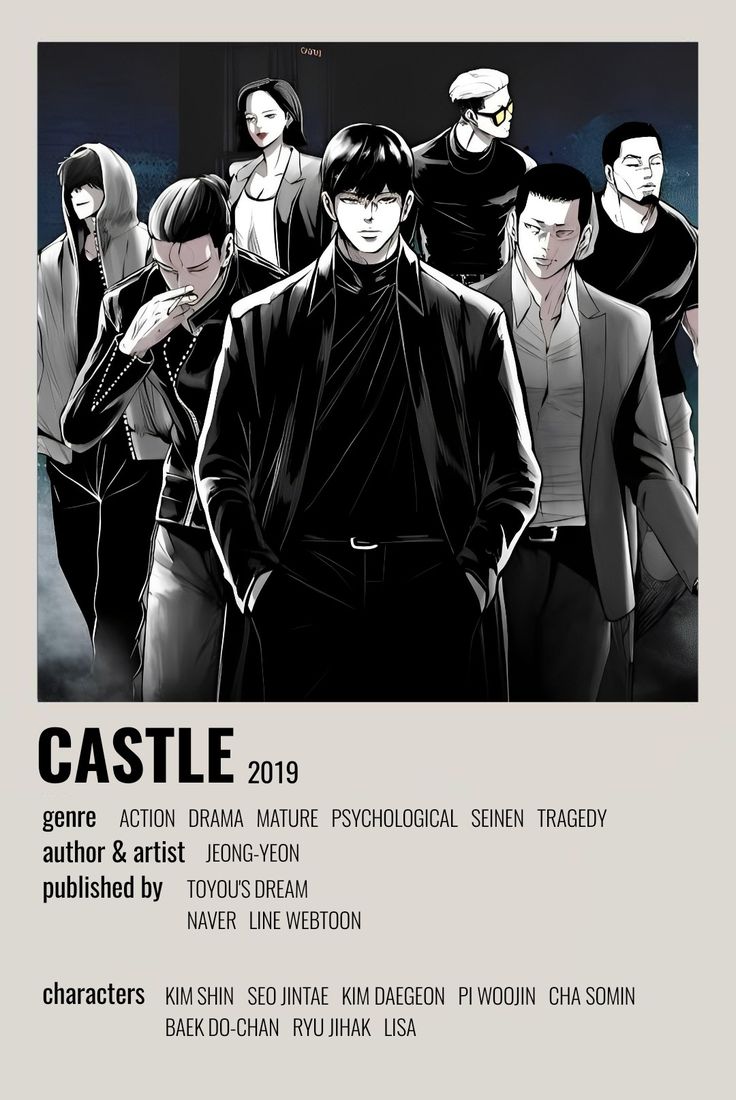 CASTLE 2019
genre ACTION DRAMA MATURE PSYCHOLOGICAL SEINEN TRAGEDY
author & artist JEONG-YEON
published by TOYOU'S DREAM
NAVER LINE WEBTOON
characters KIM SHIN SEO JINTAE KIM DAEGEON PI WOOJIN CHA SOMIN
BAEK DO-CHAN RYU JIHAK LISA